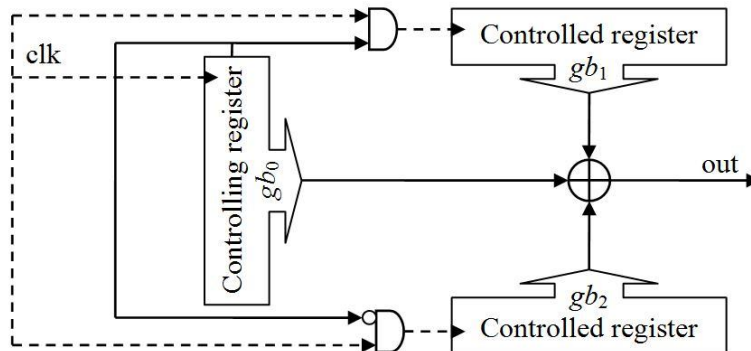 Controlled register
gb₁
clk
Controlling register
gb₀
out
gb₂
Controlled register